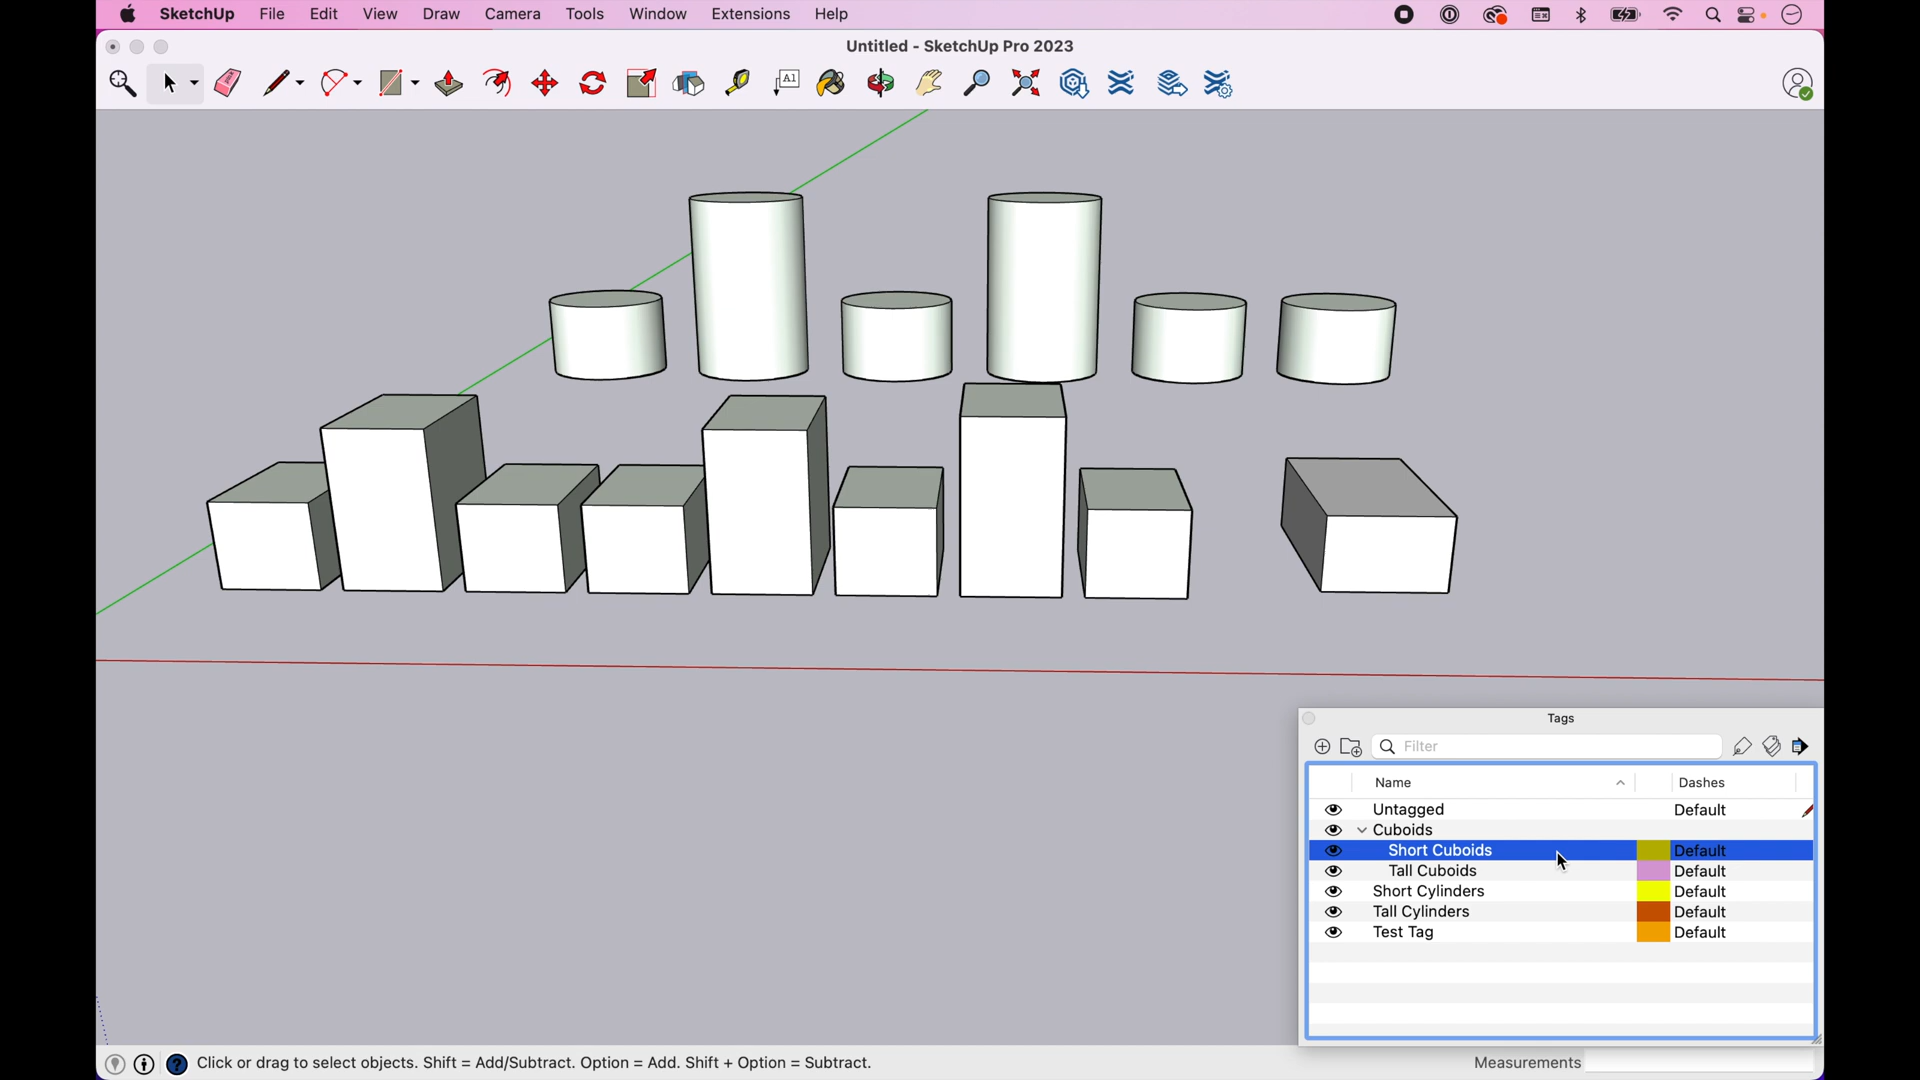 SketchUp File Edit View Draw Camera Tools Window Extensions Help
Untitled - SketchUp Pro 2023
A1
Tags
Filter
Name Dashes
Untagged Default
Cuboids
Short Cuboids Default
Tall Cuboids Default
Short Cylinders Default
Tall Cylinders Default
Test Tag Default
Click or drag to select objects. Shift = Add/Subtract. Option = Add. Shift + Option = Subtract.
Measurements